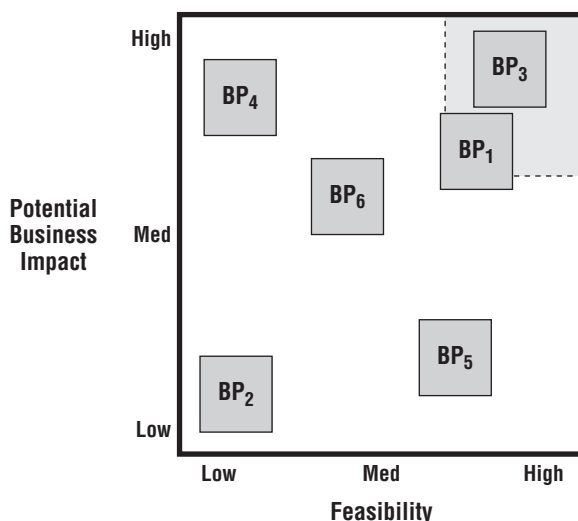 High
BP3
BP4
BP1
Potential
Business
Impact
BP6
Med
BP5
BP2
Low
Low Med High
Feasibility